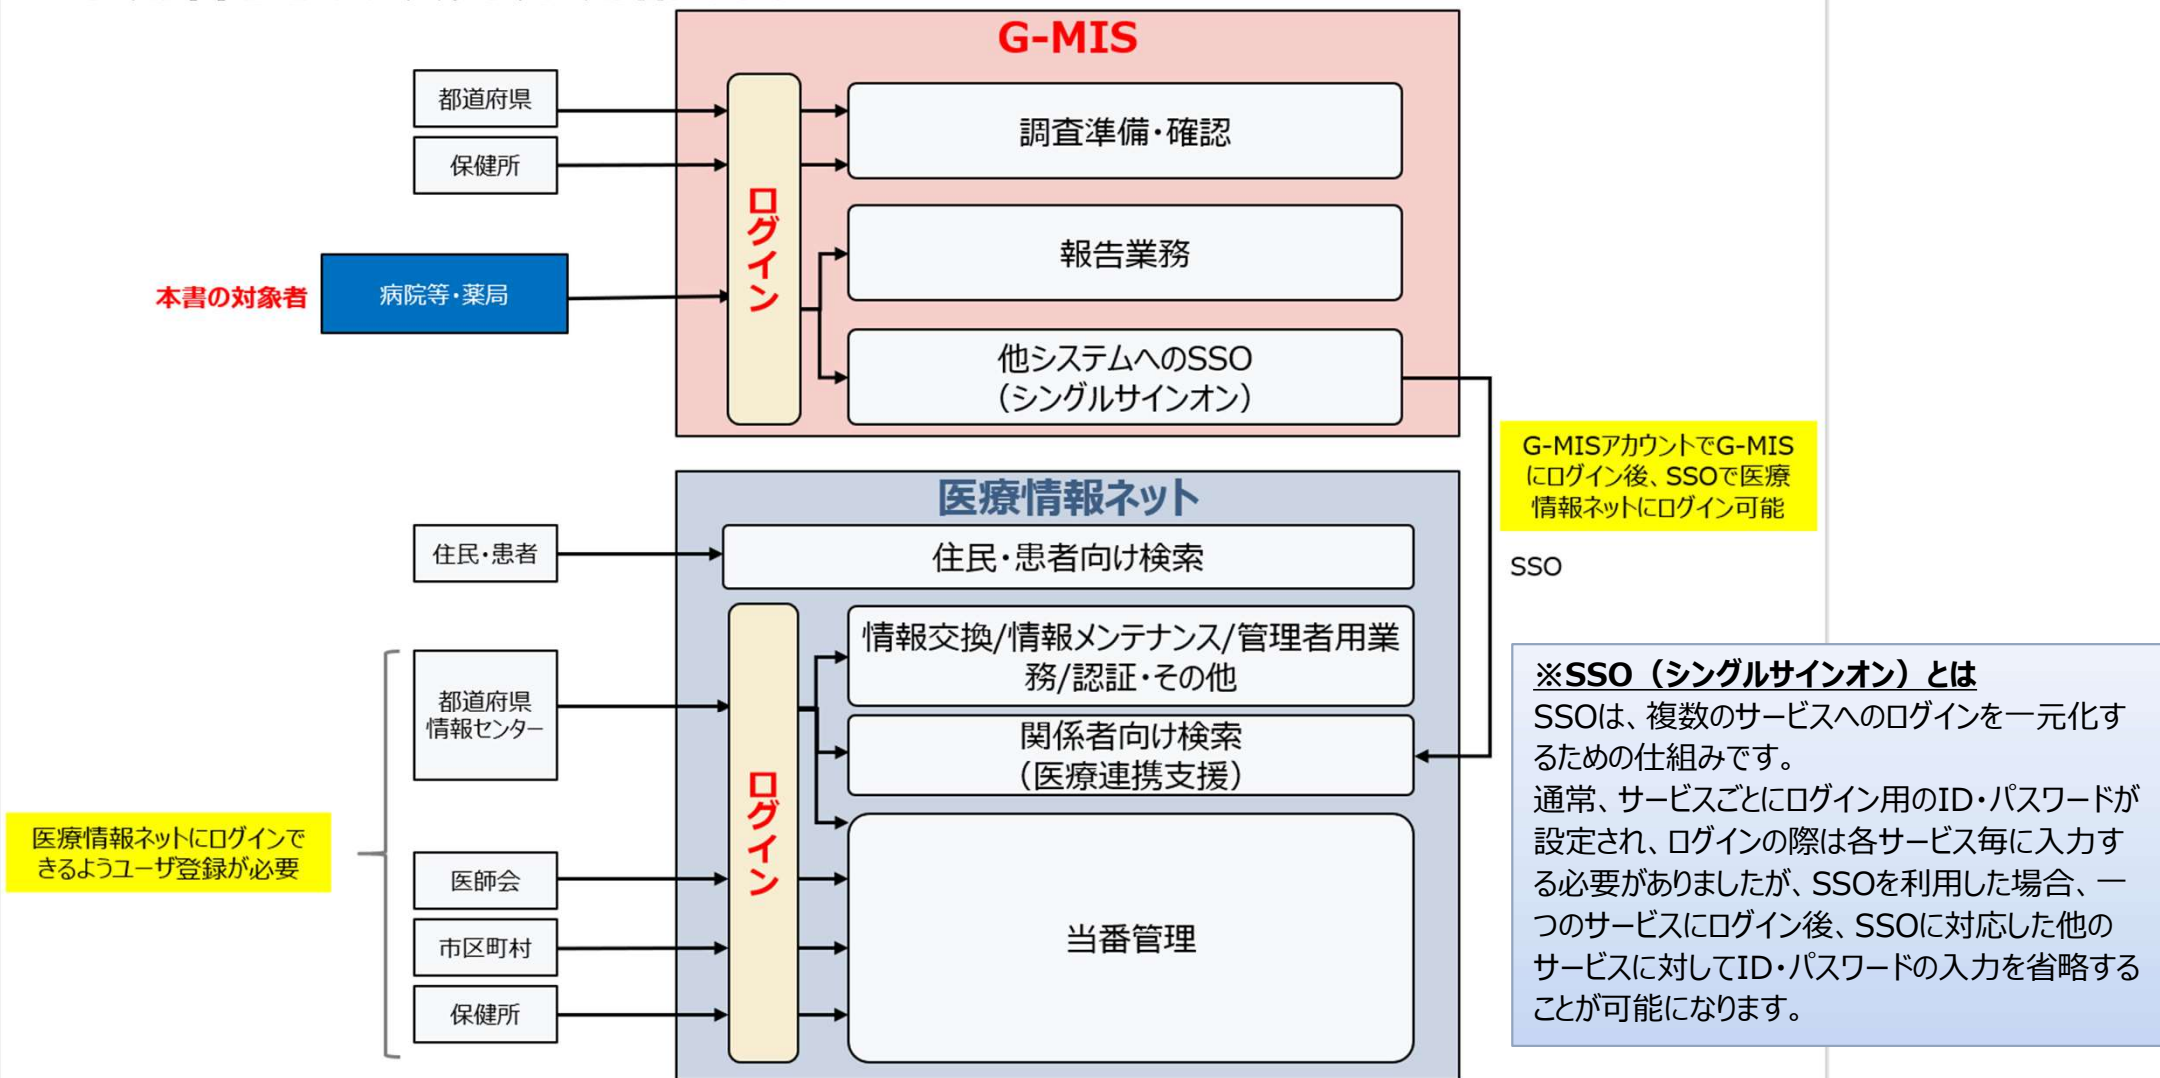 G-MIS
都道府県
保健所
本書の対象者
病院等・薬局
ログイン
調査準備・確認
報告業務
他システムへのSSO
（シングルサインオン）
G-MISアカウントでG-MIS
にログイン後、SSOで医療
情報ネットにログイン可能
SSO
医療情報ネット
住民・患者
住民・患者向け検索
都道府県
情報センター
医療情報ネットにログインで
きるようユーザ登録が必要
医師会
市区町村
保健所
ログイン
情報交換/情報メンテナンス/管理者用業
務/認証・その他
関係者向け検索
（医療連携支援）
当番管理
※SSO（シングルサインオン）とは
SSOは、複数のサービスへのログインを一元化す
るための仕組みです。
通常、サービスごとにログイン用のID・パスワードが
設定され、ログインの際は各サービス毎に入力す
る必要がありましたが、SSOを利用した場合、一
つのサービスにログイン後、SSOに対応した他の
サービスに対してID・パスワードの入力を省略する
ことが可能になります。